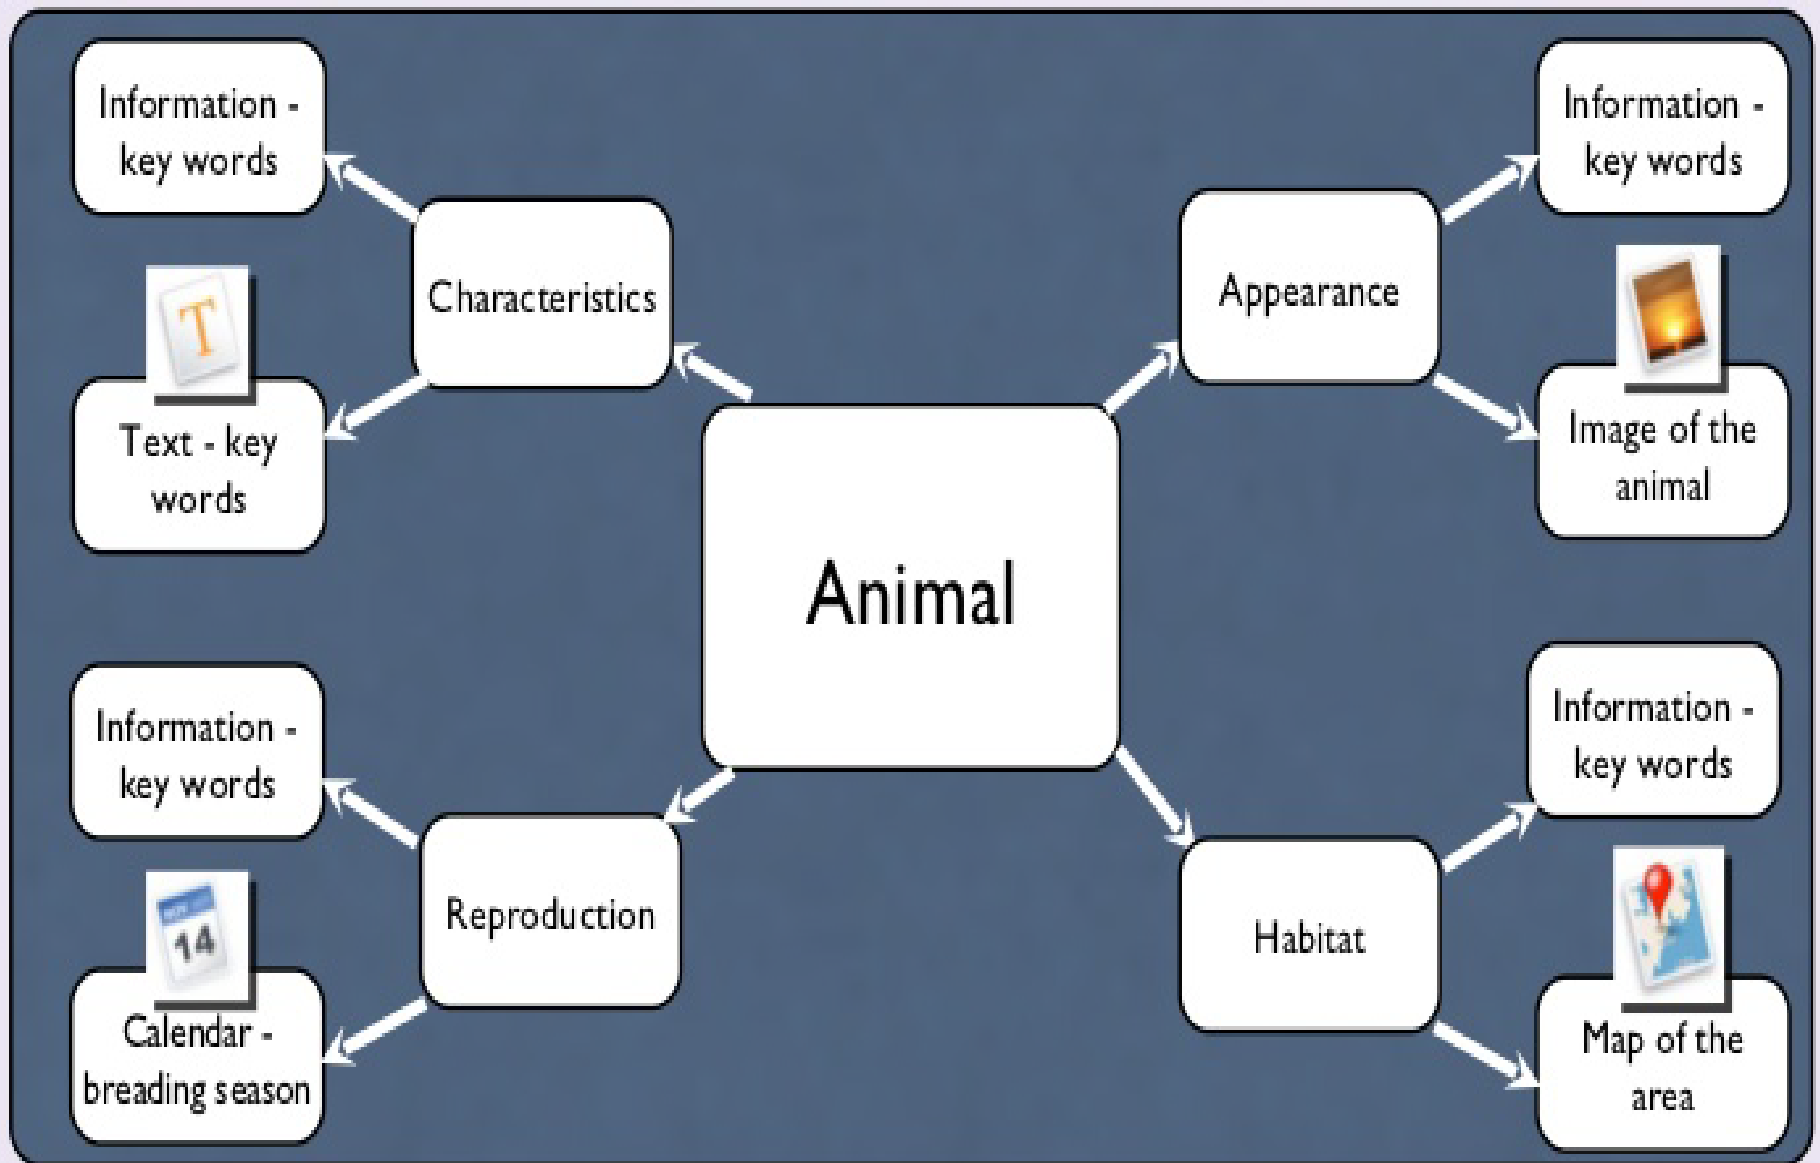 Information -
key words
Characteristics
T
Text - key
words
Animal
Appearance
Information -
key words
Image of the
animal
Information -
key words
Reproduction
14
Calendar -
breading season
Habitat
Information -
key words
Map of the
area